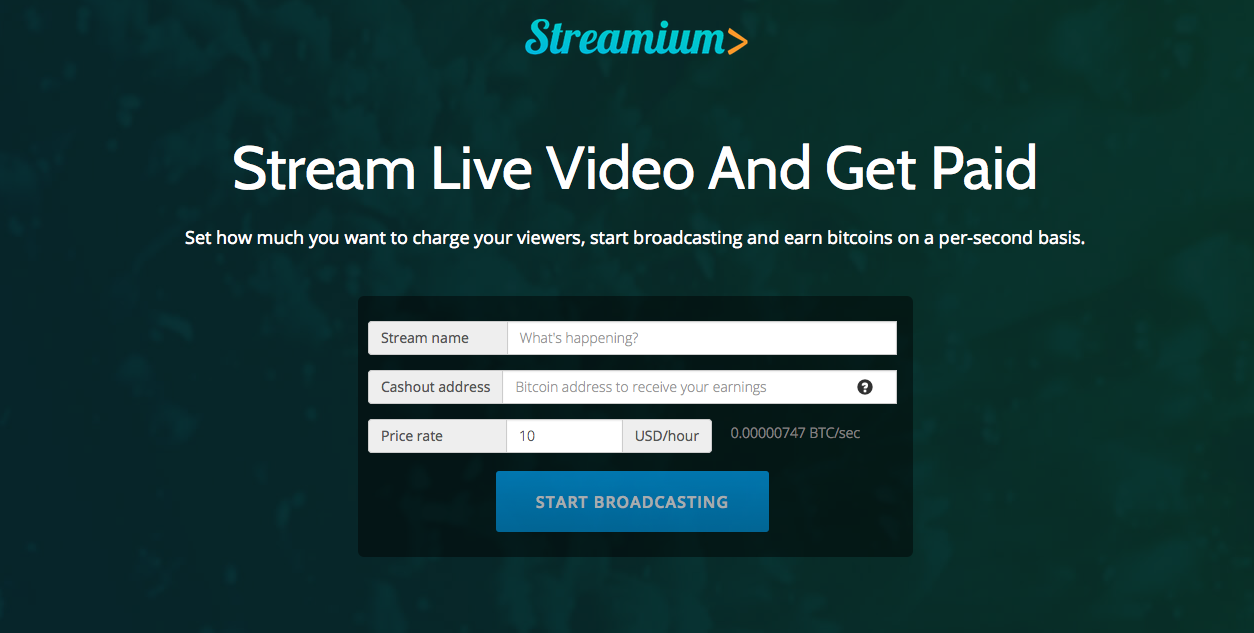 Streamium>
Stream Live Video And Get Paid
Set how much you want to charge your viewers, start broadcasting and earn bitcoins on a per-second basis.
Stream name What's happening?
Cashout address Bitcoin address to receive your earnings ?
Price rate 10 USD/hour 0.00000747 BTC/sec
START BROADCASTING